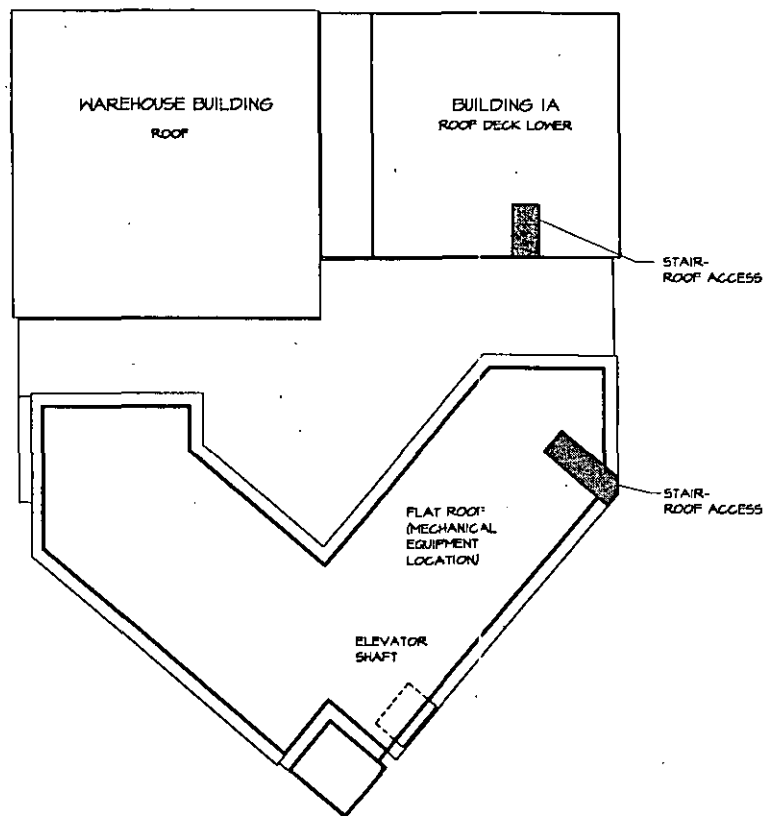 WAREHOUSE BUILDING
ROOF
BUILDING 1A
ROOF DECK LOWER
STAIR-
ROOF ACCESS
STAIR-
ROOF ACCESS
FLAT ROOF
(MECHANICAL
EQUIPMENT
LOCATION)
ELEVATOR
SHAFT